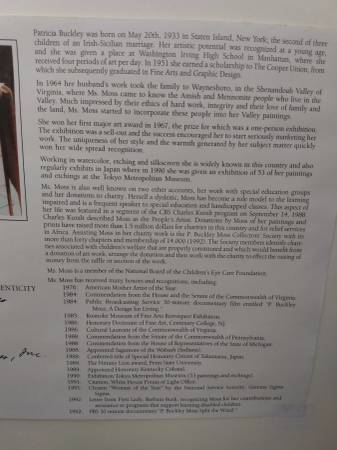 Patricia Buckley was born on May 20th, 1933 in Staten Island, New York; the second of three
children of an Irish-Sicilian marriage. Her artistic potential was recognized at a young age,
and she was given a place at Washington Irving High School in Manhattan, where she
received four periods of art per day. In 1951 she earned a scholarship to The Cooper Union, from
which she subsequently graduated in Fine Arts and Graphic Design.
In 1964 her husband's work took the family to Waynesboro, in the Shenandoah Valley of
Virginia, where Ms. Moss came to know the Amish and Mennonite people who live in the
Valley. Much impressed by their ethics of hard work, integrity and their love of family and
the land, Ms. Moss started to incorporate these people into her Valley paintings.
She won her first major art award in 1967, the prize for which was a one-person exhibition.
The exhibition was a sell-out and the success encouraged her to start seriously marketing her
work. The uniqueness of her style and the warmth generated by her subject matter quickly
won her wide spread recognition.
Working in watercolor, etching and silkscreen she is widely known in this country and also
regularly exhibits in Japan where in 1990 she was given an exhibition of 53 of her paintings
and etchings at the Tokyo Metropolitan Museum.
Ms. Moss is also well known on two other accounts, her work with special education groups
and her donations to charity. Herself a dyslexic, Moss has become a role model to the learning
impaired and is a frequent speaker to special education and handicapped classes. This aspect of
her life was featured in a segment of the CBS Charles Kuralt program on September 14, 1988.
Charles Kuralt described Moss as the People's Artist. Donations by Moss of her paintings and
prints have raised more than 1.5 million dollars for charities in this country and for relief services
in Africa. Assisting Moss in her charity work is the P. Buckley Moss Collectors' Society with its
more than forty chapters and membership of 14,000 (1992). The Society members identify chari-
ties associated with children's welfare that are properly constituted and which would benefit from
a donation of art work, arrange the donation and then work with the charity to effect the raising of
money from the raffle or auction of the work.
Ms. Moss is a member of the National Board of the Children's Eye Care Foundation.
Ms. Moss has received many honors and recognitions, including:
1976 American Mother Artist of the Year.
1984 Commendation from the House and the Senate of the Commonwealth of Virginia.
1984 Public Broadcasting Service 30-minute documentary film entitled "P. Buckley
Moss, A Design for Living."
1985 Roanoke Museum of Fine Arts Retrospect Exhibition.
1986 Honorary Doctorate of Fine Art, Centenary College, NJ.
1986 Cultural Laureate of the Commonwealth of Virginia.
1988 Commendation from the Senate of the Commonwealth of Pennsylvania.
1988 Commendation from the House of Representatives of the State of Michigan.
1988 Appointed Sagamore of the Wabash (Indiana).
1988 Conferred title of Special Honorary Citizen of
1988 The Nittany Lion award, Penn State University.
1989 Appointed Honorary Kentucky Colonel.
1990 Exhibition Tokyo Metropolitan Museum (53 paintings and etchings).
1991 Citation, White House Points of Light Office.
1991 Chosen "Woman of the Year" by the National Service Sorority, Gamma Sigma
Sigma.
1992 Letter from First Lady, Barbara Bush, recognizing Moss for her contributions and
assistance to programs that support learning disabled children.
1992 PBS 30 minute documentary "P. Buckley Moss
ENTICITY
Inc